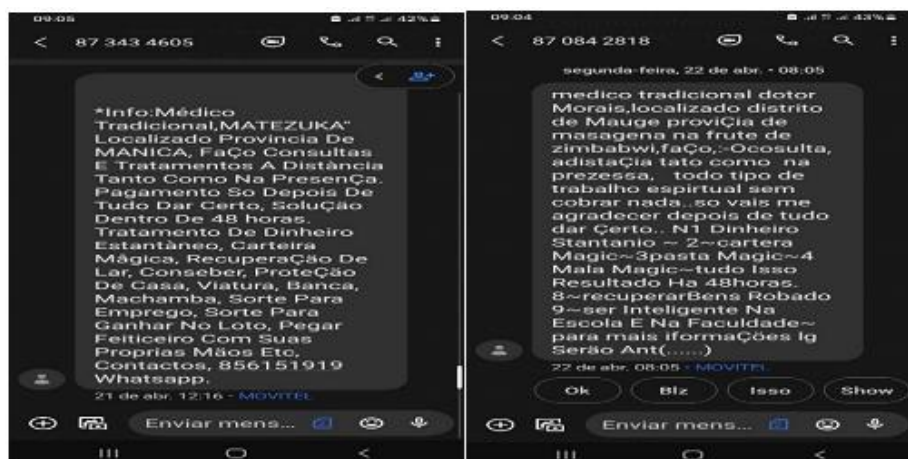 09:05
42%
87 343 4605
*Info:Médico
Tradicional,MATEZUKA"
Localizado Província De
MANICA, FaÇo Consultas
E Tratamentos A Distância
Tanto Como Na PresenÇa.
Pagamento So Depois De
Tudo Dar Certo, SoluÇão
Dentro De 48 horas.
Tratamento De Dinheiro
Estantàneo, Carteira
Mágica, RecuperaÇão De
Lar, Conseber, ProteÇão
De Casa, Viatura, Banca,
Machamba, Sorte Para
Emprego, Sorte Para
Ganhar No Loto, Pegar
Feiticeiro Com Suas
Proprias Mãos Etc,
Contactos, 856151919
Whatsapp.
21 de abr. 12:16 · MOVITEL
Enviar mens...
09:04
43%
87 084 2818
segunda-feira, 22 de abr. · 08:05
medico tradicional dotor
Morais,localizado distrito
de Mauge proviÇia de
masagena na frute de
zimbabwi,faÇo,:-Oconsulta,
adistaÇia tato como na
prezessa, todo tipo de
trabalho espirtual sem
cobrar nada..so vais me
agradecer depois de tudo
dar Çerto.. N1 Dinheiro
Stantanio ~ 2~cartera
Magic~3pasta Magic~4
Mala Magic~tudo Isso
Resultado Ha 48horas.
8~recuperarBens Robado
9~ser Inteligente Na
Escola E Na Faculdade~
para mais iformaÇões lg
Serão Ant(......)
22 de abr. 08:05 · MOVITEL
Ok
Blz
Isso
Show
Enviar mens...